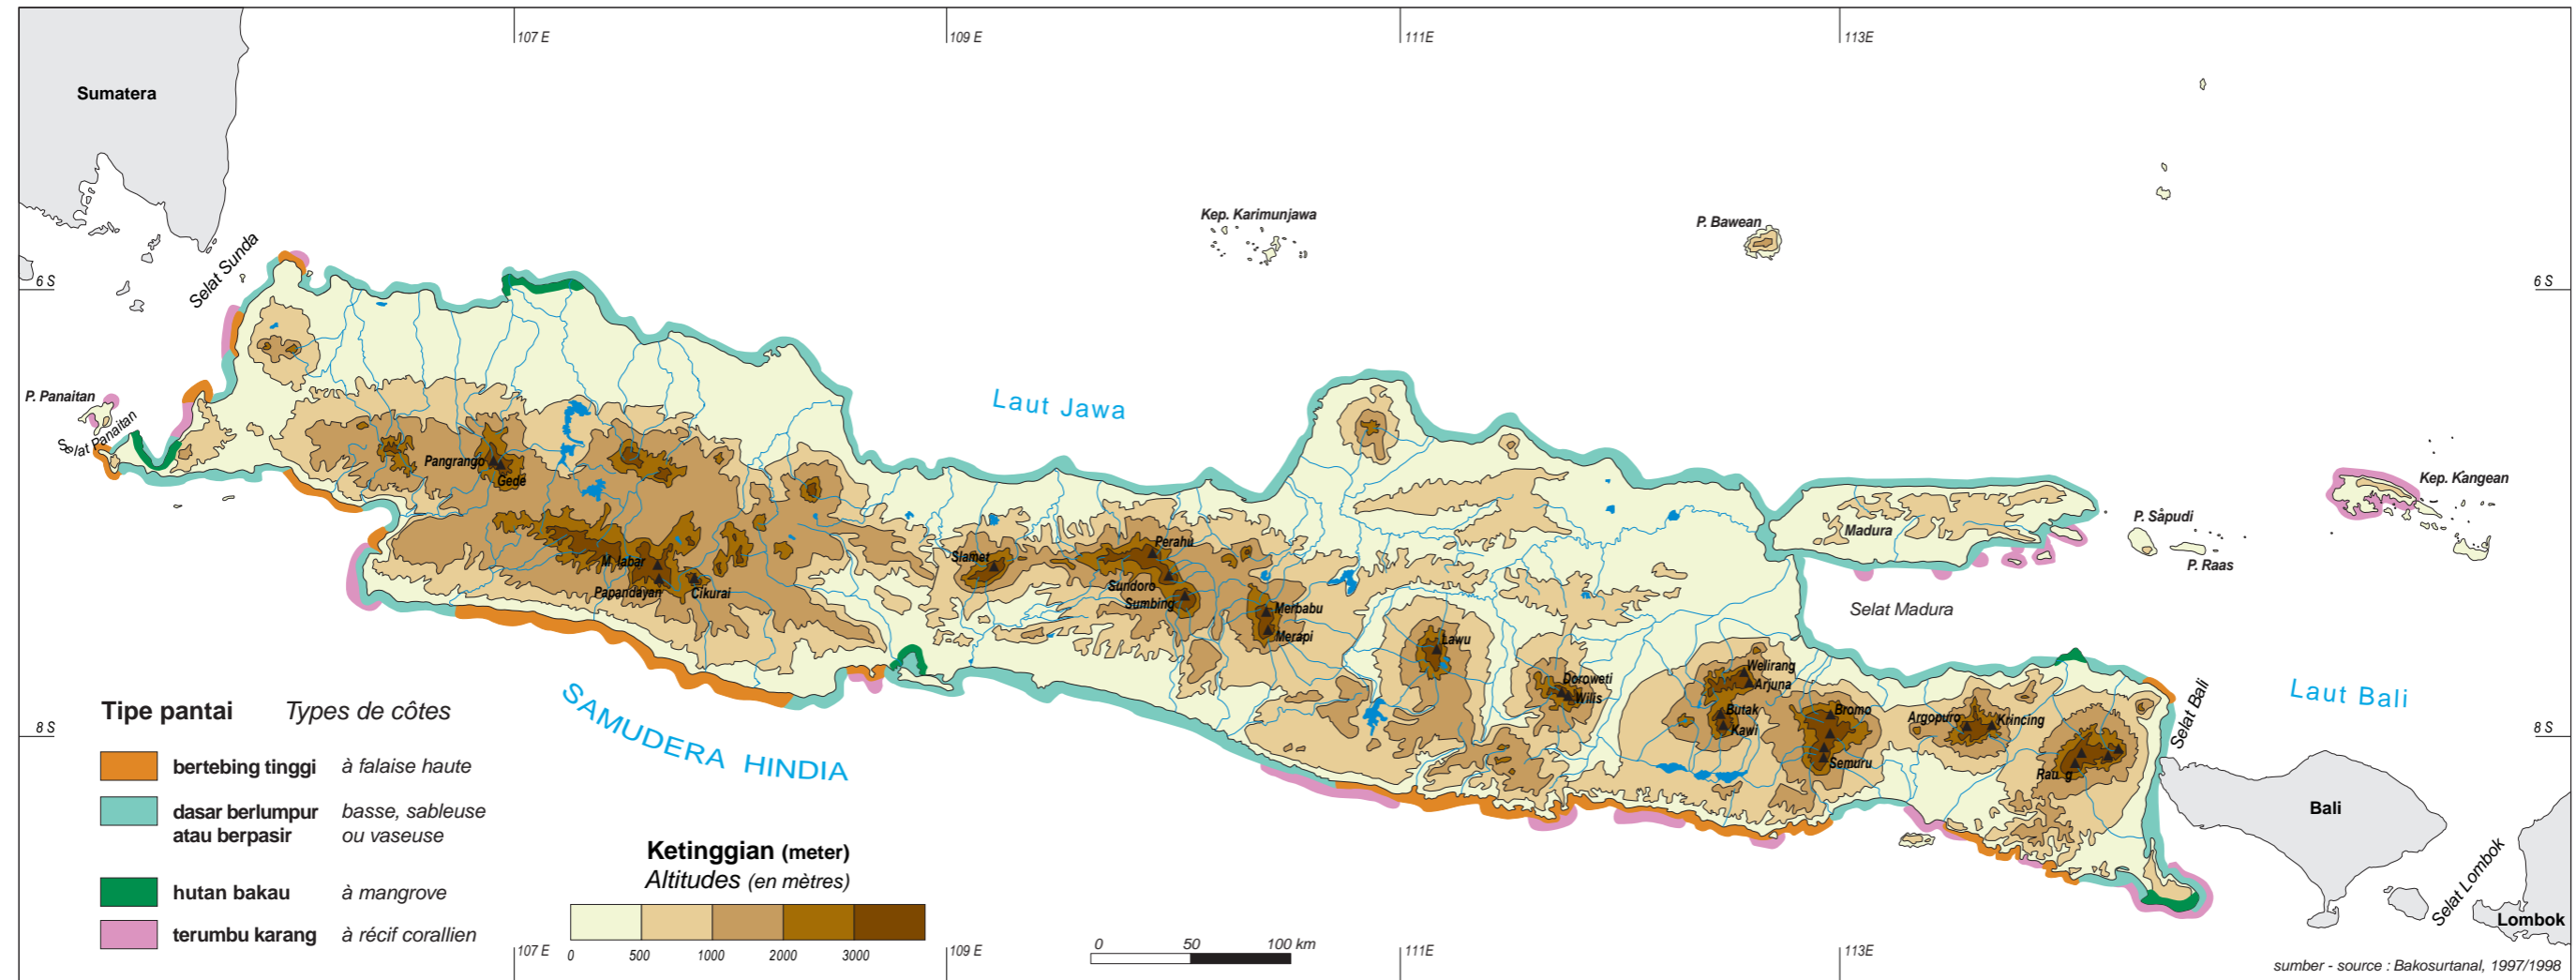 107 E
109 E
111E
113E
Sumatera
Kep. Karimunjawa
P. Bawean
Selat Sunda
6 S
6 S
P. Panaitan
Selat Panaitan
Laut Jawa
Pangrango
Gede
Kep. Kangean
P. Sapudi
P. Raas
Madura
Perahu
Slamet
M labar
Sundoro
Papandayan
Cikurai
Sumbing
Merbabu
Merapi
Selat Madura
Lawu
Welirang
Doroweti
Arjuna
Wilis
Butak
Bromo
Argopuro
Krincing
Kawi
Semuru
Rau g
Selat Bali
Laut Bali
8 S
8 S
SAMUDERA HINDIA
Bali
Selat Lombok
Lombok
Tipe pantai Types de côtes
bertebing tinggi à falaise haute
dasar berlumpur basse, sableuse
atau berpasir ou vaseuse
hutan bakau à mangrove
terumbu karang à récif corallien
Ketinggian (meter)
Altitudes (en mètres)
0 500 1000 2000 3000
107 E
109 E
0 50 100 km
111E
113E
sumber - source : Bakosurtanal, 1997/1998